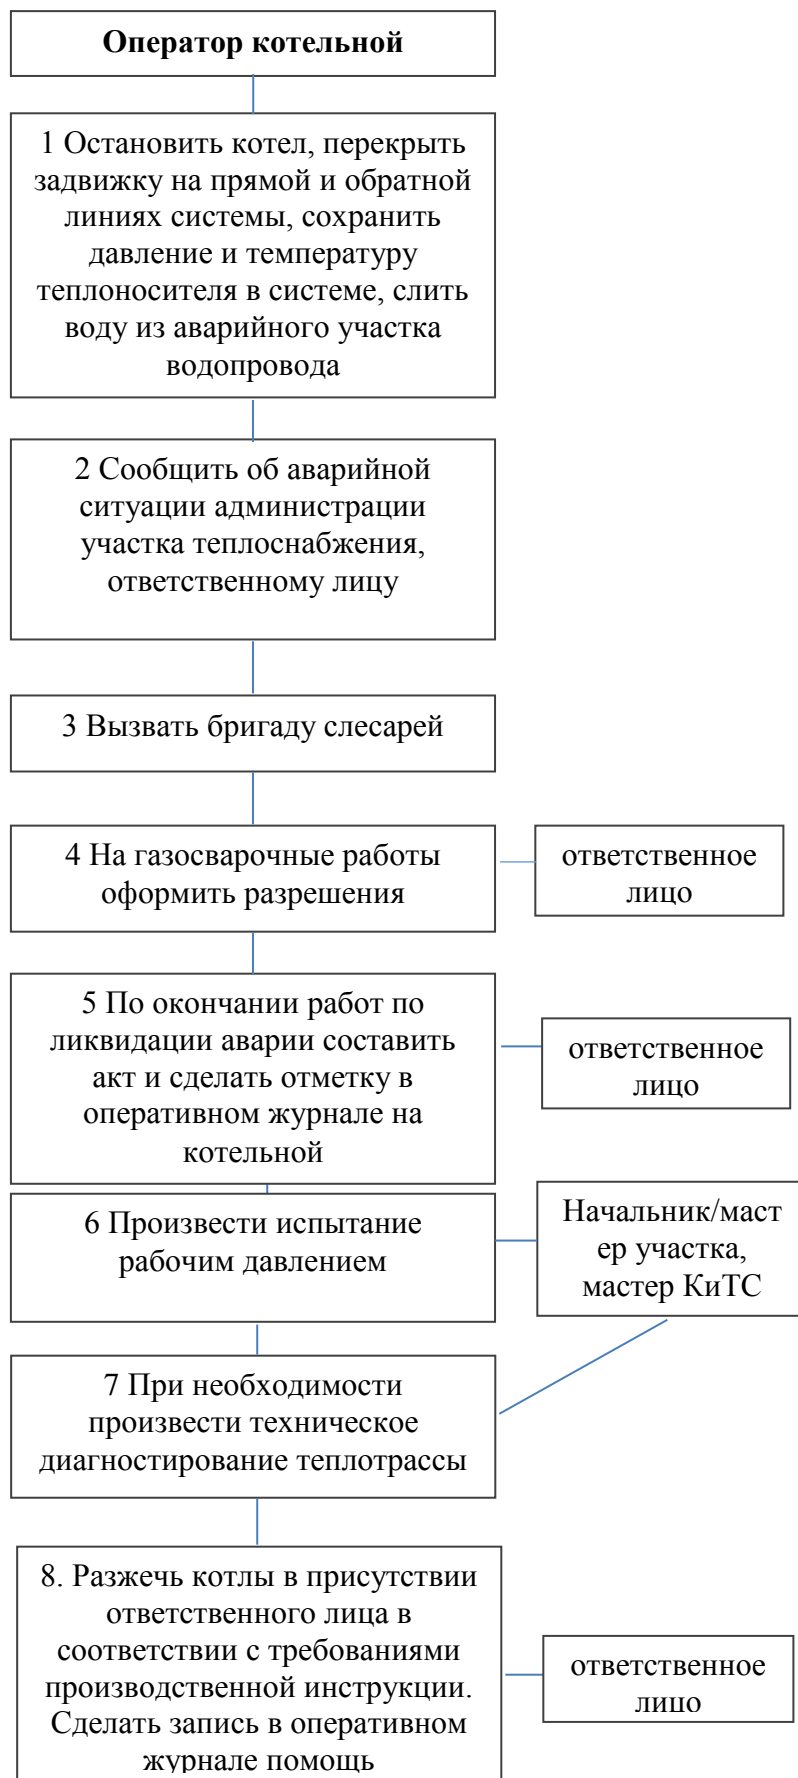 Оператор котельной
1 Остановить котел, перекрыть
задвижку на прямой и обратной
линиях системы, сохранить
давление и температуру
теплоносителя в системе, слить
воду из аварийного участка
водопровода
2 Сообщить об аварийной
ситуации администрации
участка теплоснабжения,
ответственному лицу
3 Вызвать бригаду слесарей
4 На газосварочные работы
оформить разрешения
ответственное
лицо
5 По окончании работ по
ликвидации аварии составить
акт и сделать отметку в
оперативном журнале на
котельной
ответственное
лицо
6 Произвести испытание
рабочим давлением
Начальник/маст
ер участка,
мастер КиТС
7 При необходимости
произвести техническое
диагностирование теплотрассы
8. Разжечь котлы в присутствии
ответственного лица в
соответствии с требованиями
производственной инструкции.
Сделать запись в оперативном
журнале помощь
ответственное
лицо